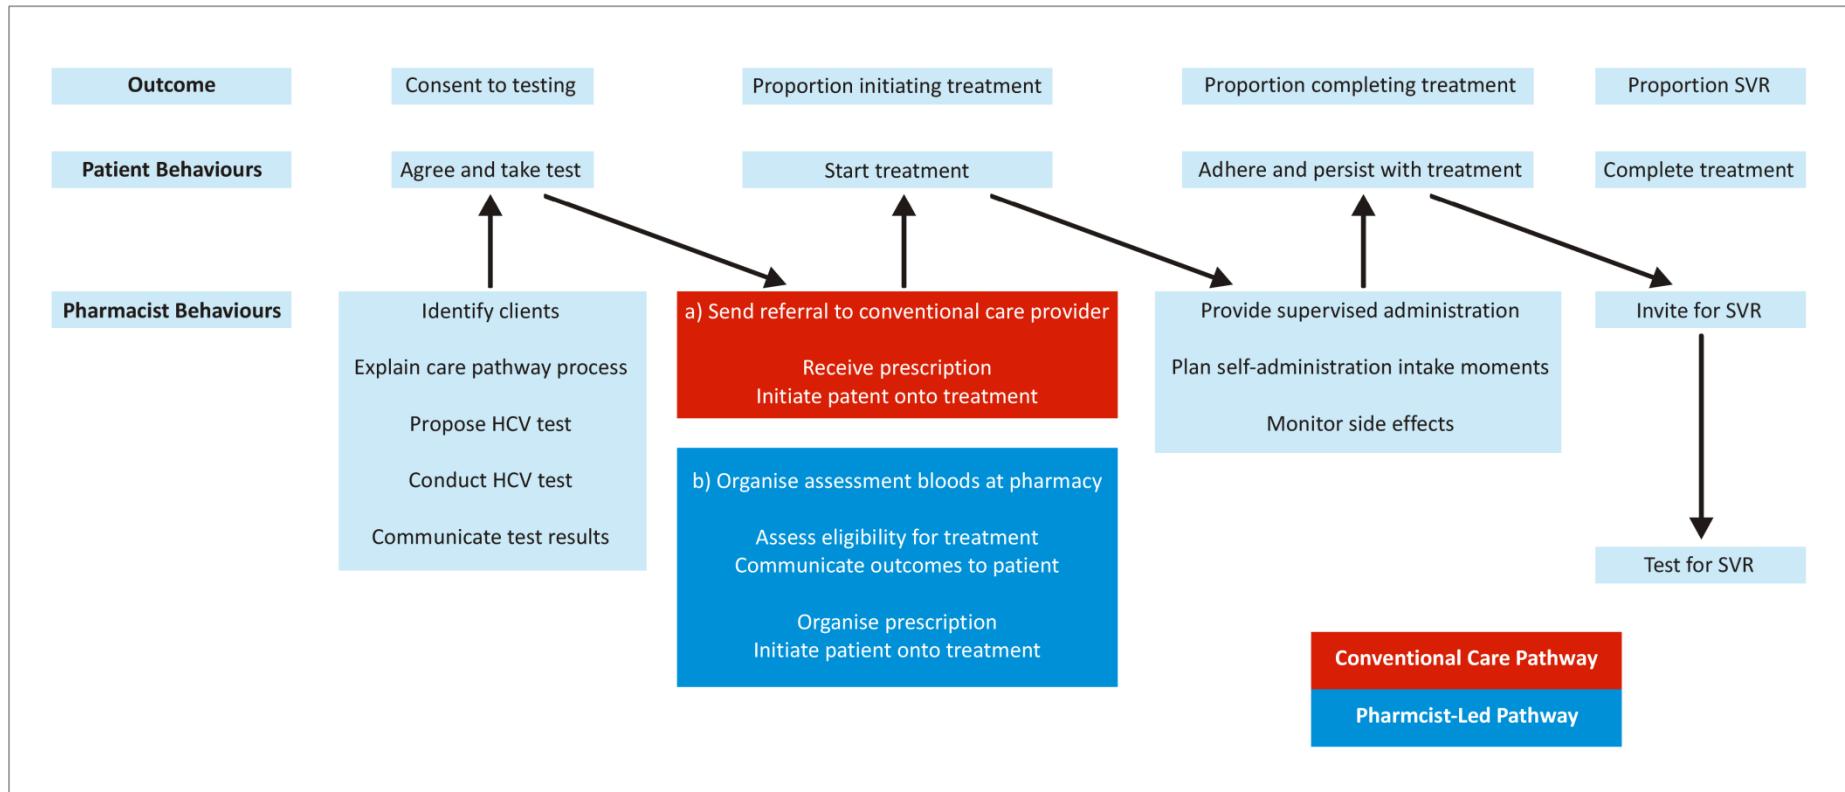 Outcome
Consent to testing
Proportion initiating treatment
Proportion completing treatment
Proportion SVR
Patient Behaviours
Agree and take test
Start treatment
Adhere and persist with treatment
Complete treatment
Pharmacist Behaviours
Identify clients
Explain care pathway process
Propose HCV test
Conduct HCV test
Communicate test results
a) Send referral to conventional care provider
Receive prescription
Initiate patent onto treatment
b) Organise assessment bloods at pharmacy
Assess eligibility for treatment
Communicate outcomes to patient
Organise prescription
Initiate patient onto treatment
Provide supervised administration
Plan self-administration intake moments
Monitor side effects
Invite for SVR
Test for SVR
Conventional Care Pathway
Pharmcist-Led Pathway